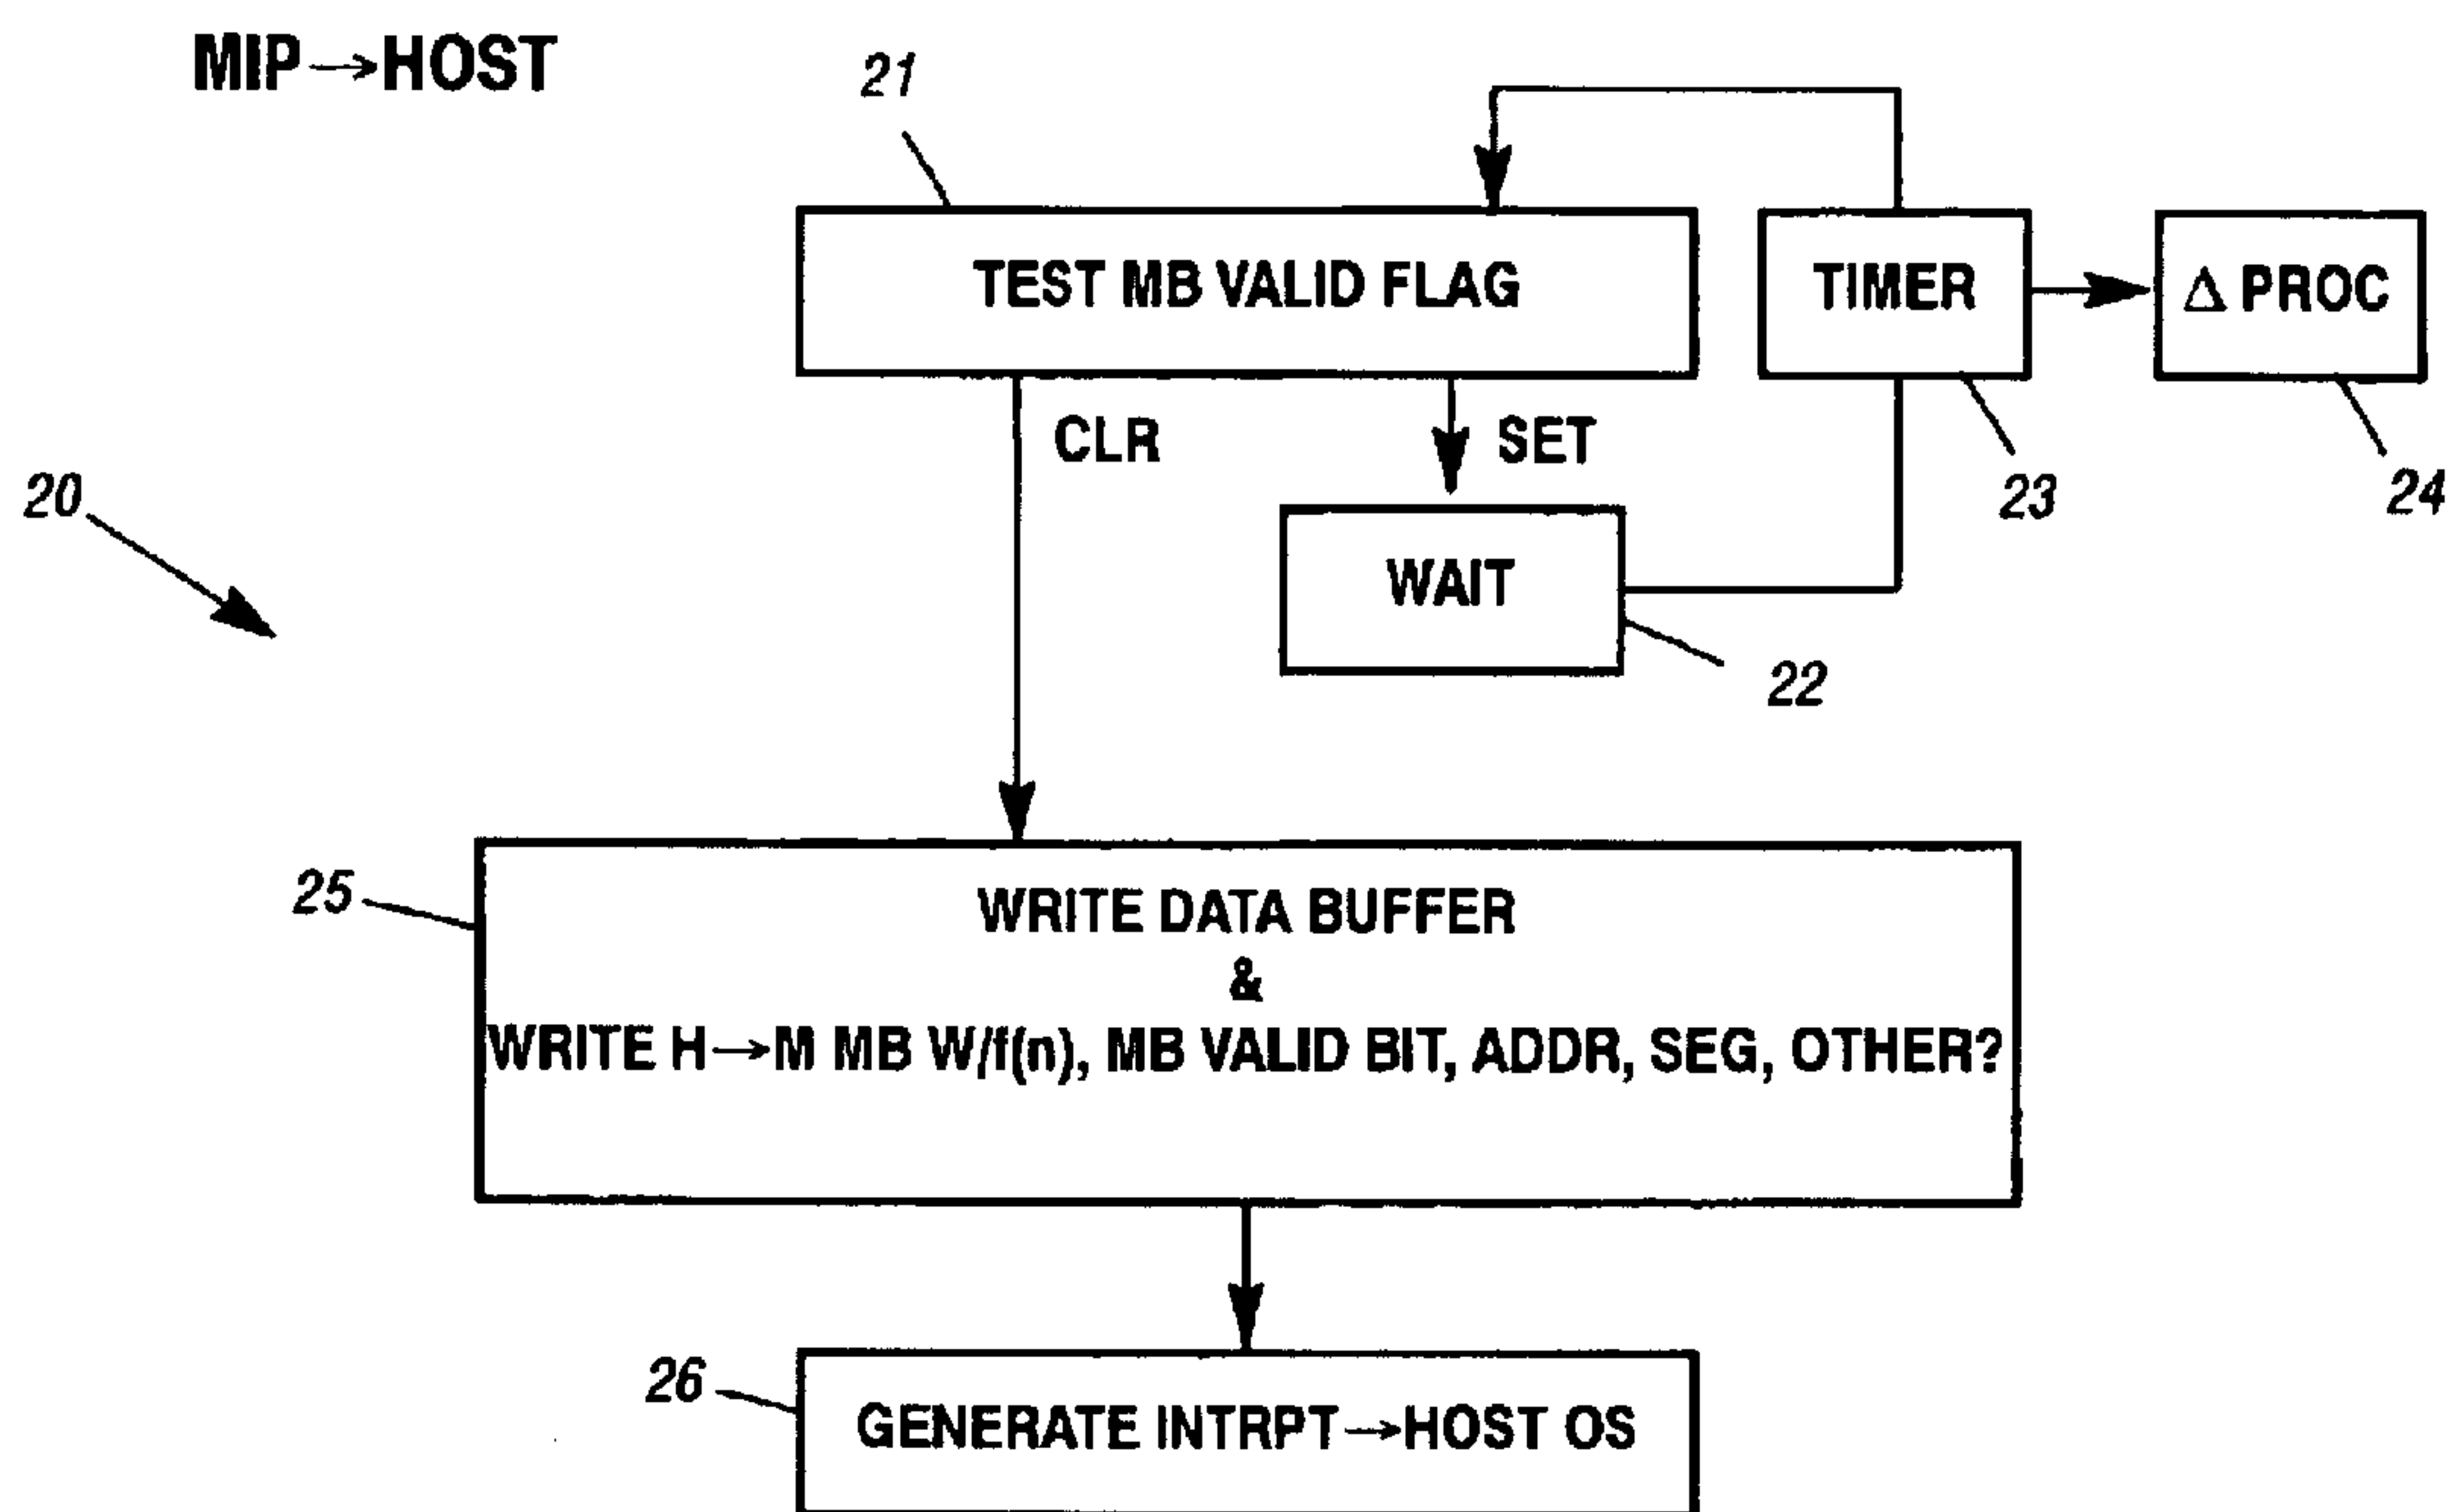 MIP→HOST
21
TEST MB VALID FLAG
TIMER
Δ PROC
CLR
SET
20
23
24
WAIT
22
25
WRITE DATA BUFFER
&
WRITE H→M MB W/f(n), MB VALID BIT, ADDR, SEG, OTHER?
26
GENERATE INTRPT→HOST OS